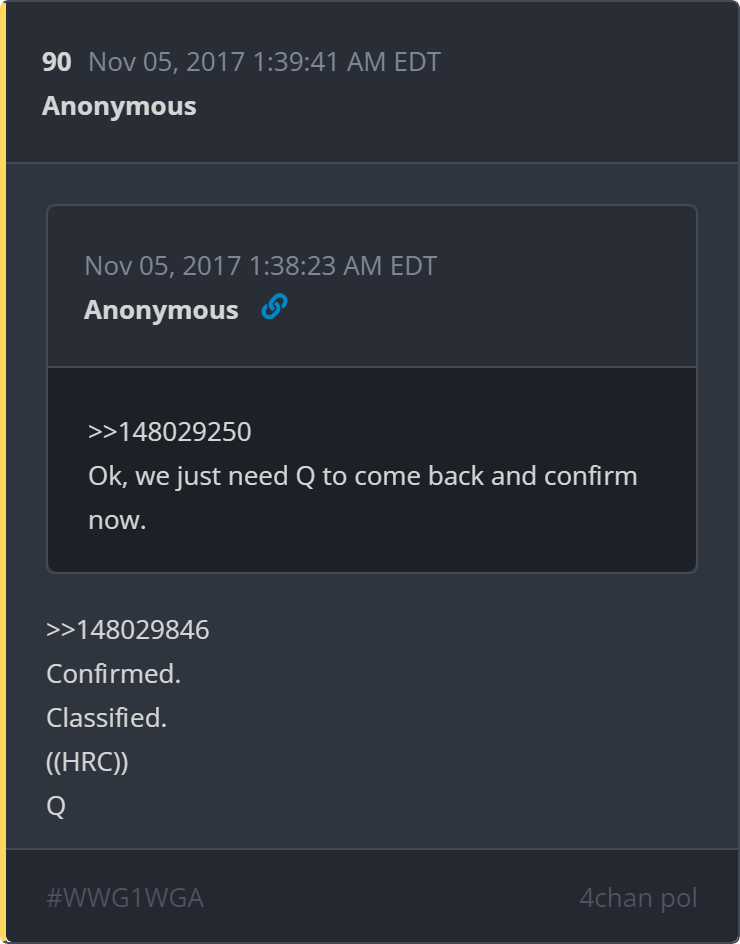 90 Nov 05, 2017 1:39:41 AM EDT
Anonymous
Nov 05, 2017 1:38:23 AM EDT
Anonymous
>>148029250
Ok, we just need Q to come back and confirm
now.
>>148029846
Confirmed.
Classified.
((HRC))
Q
#WWG1WGA 4chan pol